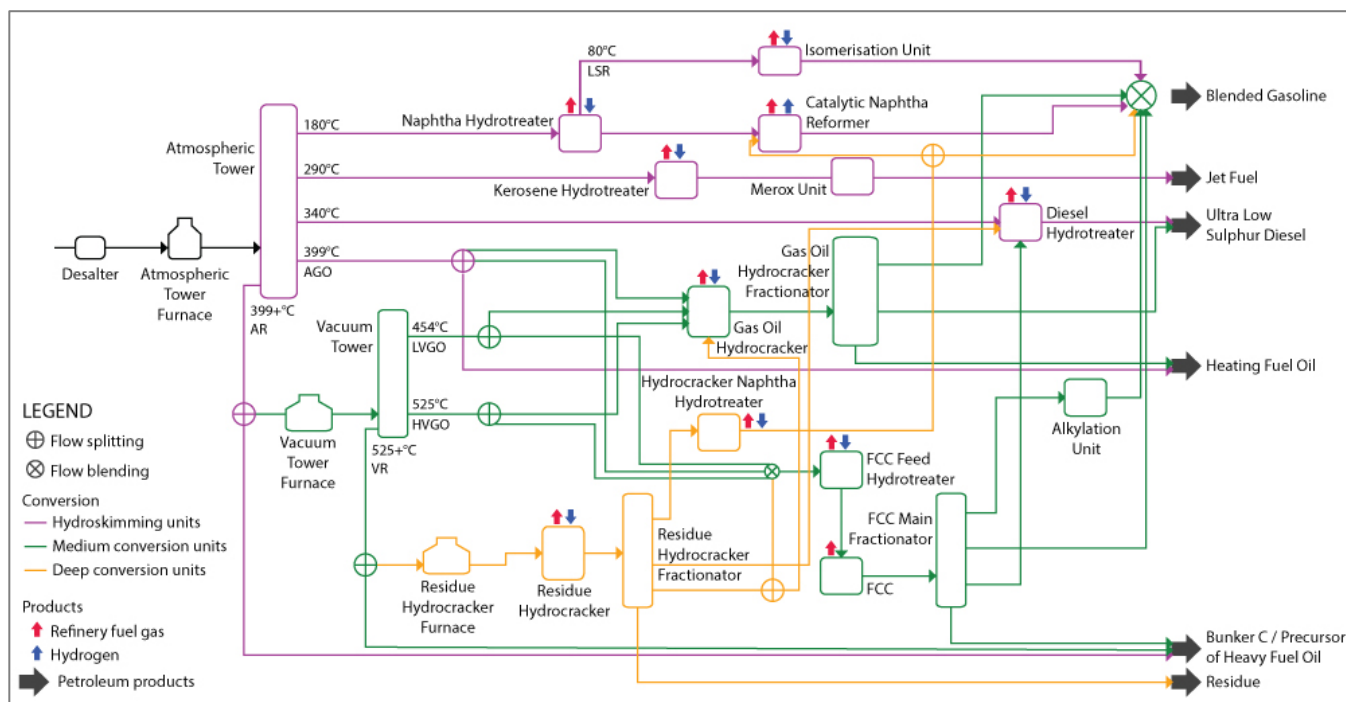 80°C
LSR
Isomerisation Unit
Blended Gasoline
Naphtha Hydrotreater
Catalytic Naphtha
Reformer
180°C
Atmospheric
Tower
290°C
Kerosene Hydrotreater
Merox Unit
Jet Fuel
340°C
Diesel
Hydrotreater
Ultra Low
Sulphur Diesel
399°C
AGO
Desalter
Atmospheric
Tower
Furnace
Gas Oil
Hydrocracker
Fractionator
399+°C
AR
Vacuum
Tower
454°C
LVGO
Gas Oil
Hydrocracker
Heating Fuel Oil
Hydrocracker Naphtha
Hydrotreater
525°C
HVGO
Alkylation
Unit
Vacuum
Tower
Furnace
525+°C
VR
FCC Feed
Hydrotreater
FCC Main
Fractionator
Residue
Hydrocracker
Furnace
Residue
Hydrocracker
Residue
Hydrocracker
Fractionator
FCC
Bunker C / Precursor
of Heavy Fuel Oil
Residue
LEGEND
Flow splitting
Flow blending
Conversion
Hydroskimming units
Medium conversion units
Deep conversion units
Products
Refinery fuel gas
Hydrogen
Petroleum products